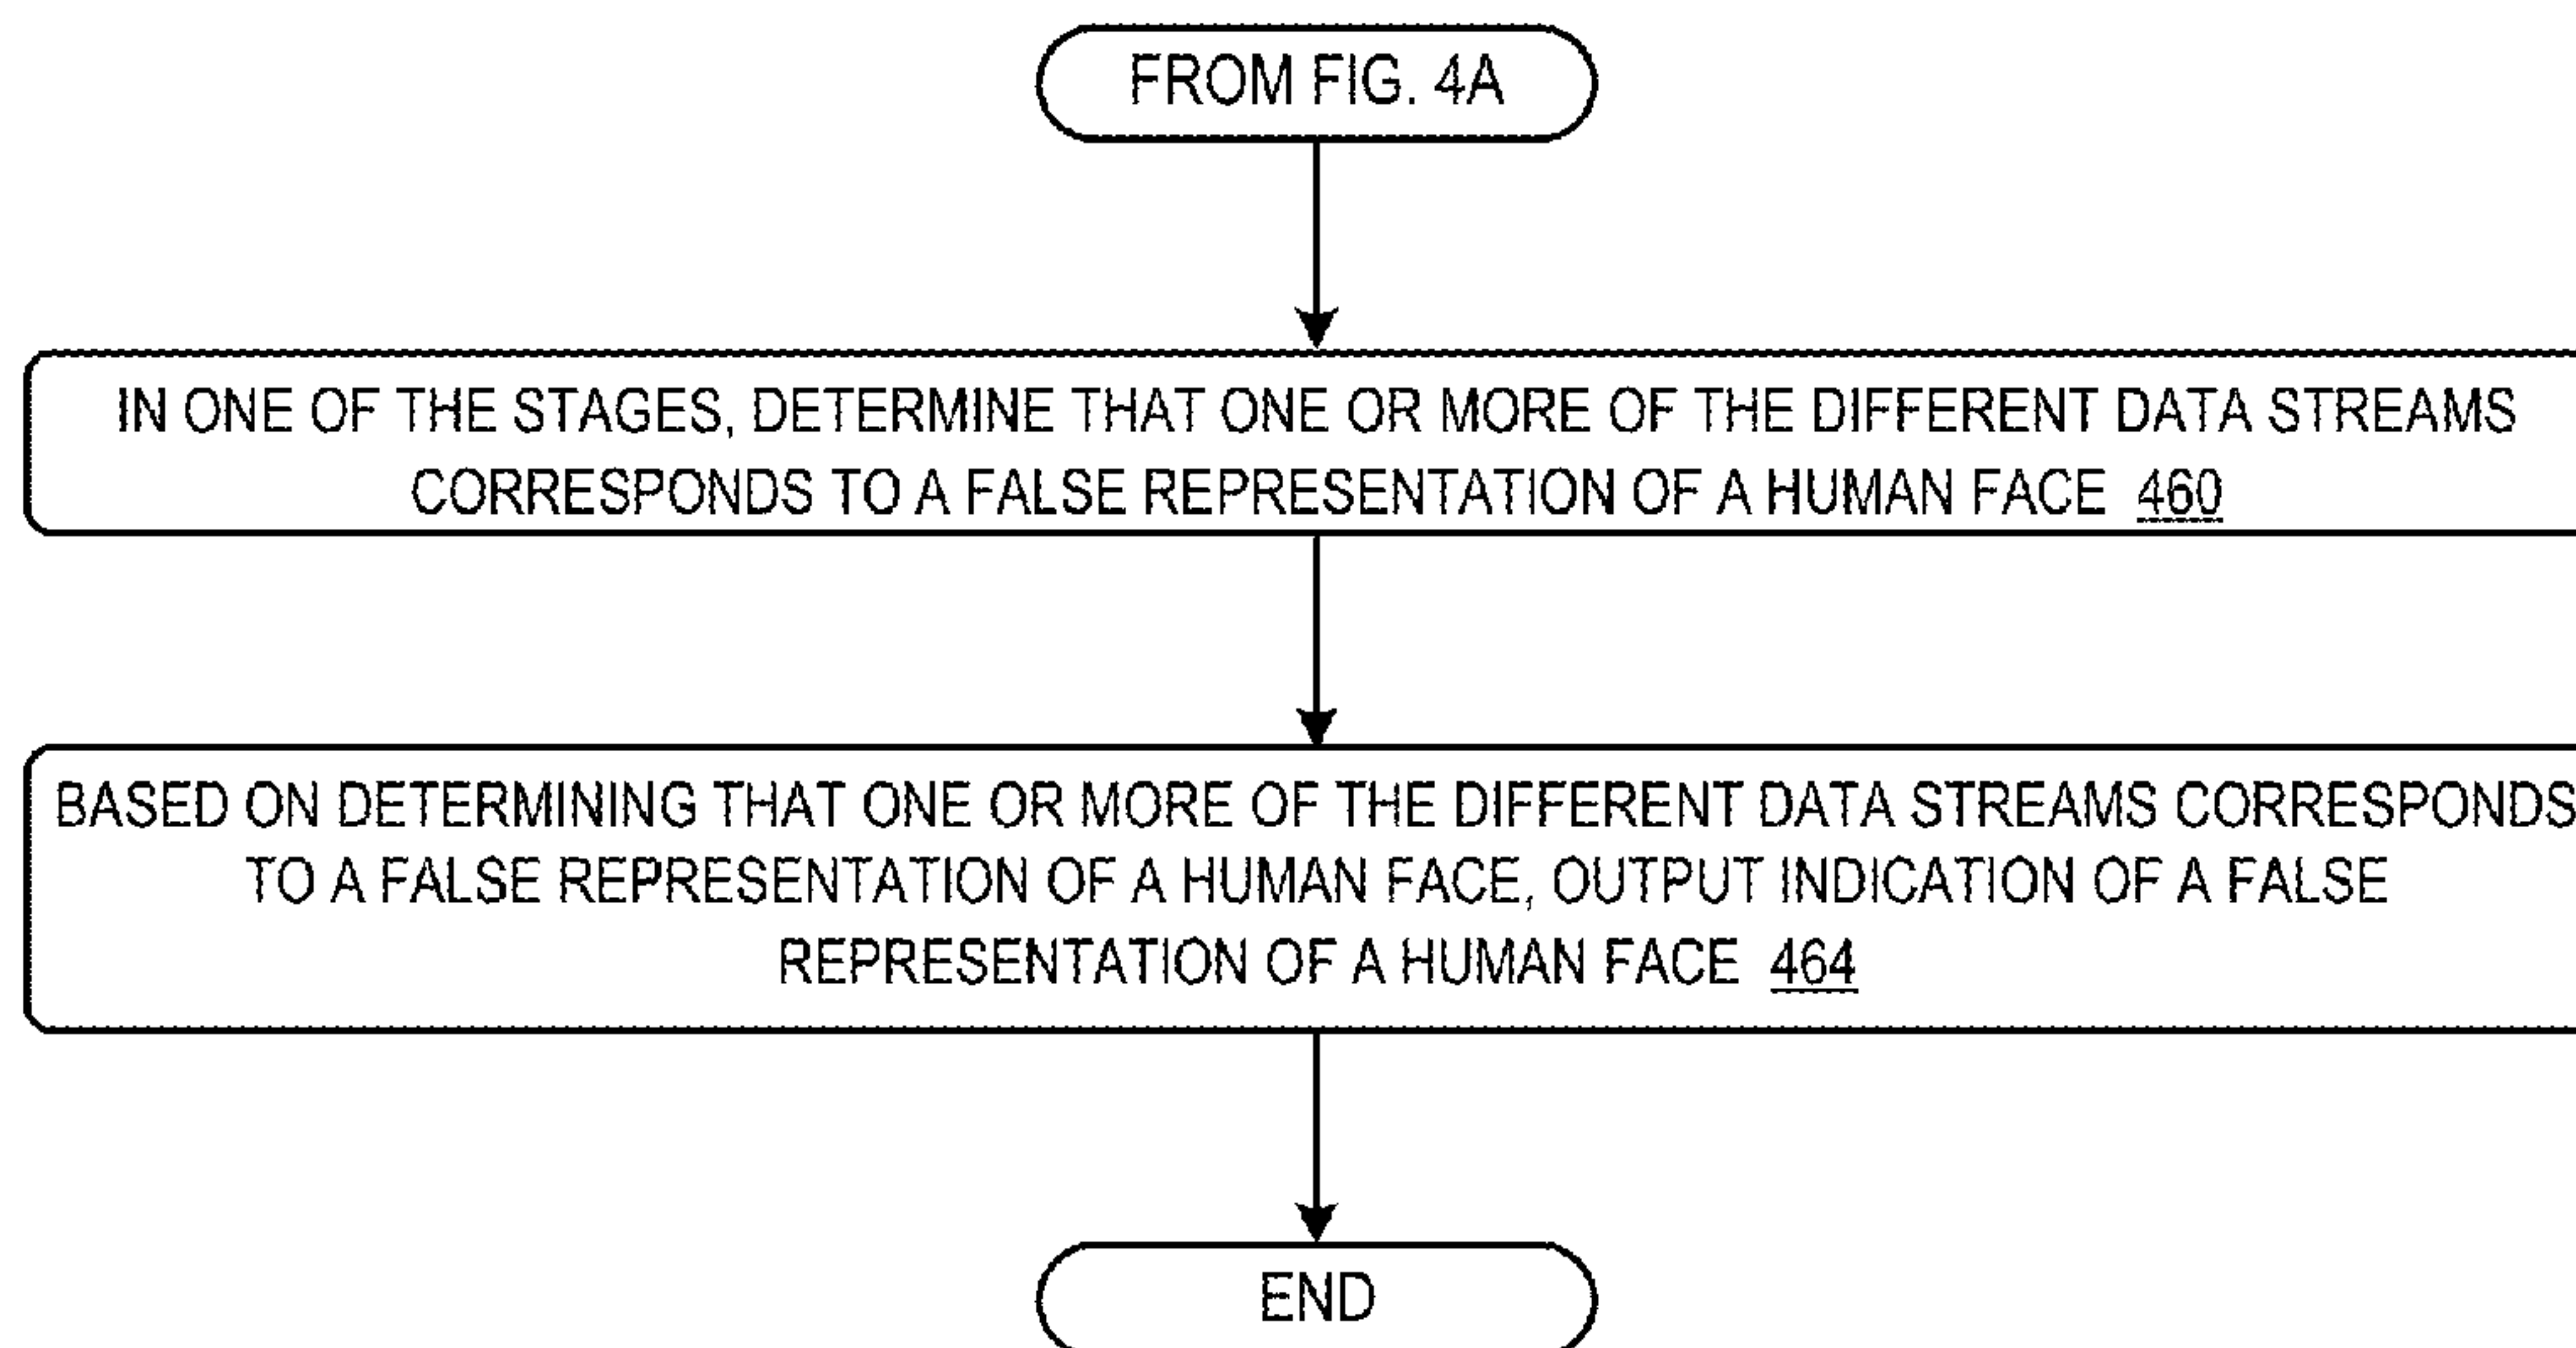 FROM FIG. 4A
IN ONE OF THE STAGES, DETERMINE THAT ONE OR MORE OF THE DIFFERENT DATA STREAMS
CORRESPONDS TO A FALSE REPRESENTATION OF A HUMAN FACE 460
BASED ON DETERMINING THAT ONE OR MORE OF THE DIFFERENT DATA STREAMS CORRESPONDS
TO A FALSE REPRESENTATION OF A HUMAN FACE, OUTPUT INDICATION OF A FALSE
REPRESENTATION OF A HUMAN FACE 464
END